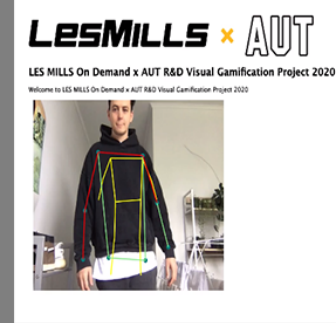 LESMILLS × AUT
LES MILLS On Demand x AUT R&D Visual Gamification Project 2020
Welcome to LES MILLS On Demand x AUT R&D Visual Gamification Project 2020